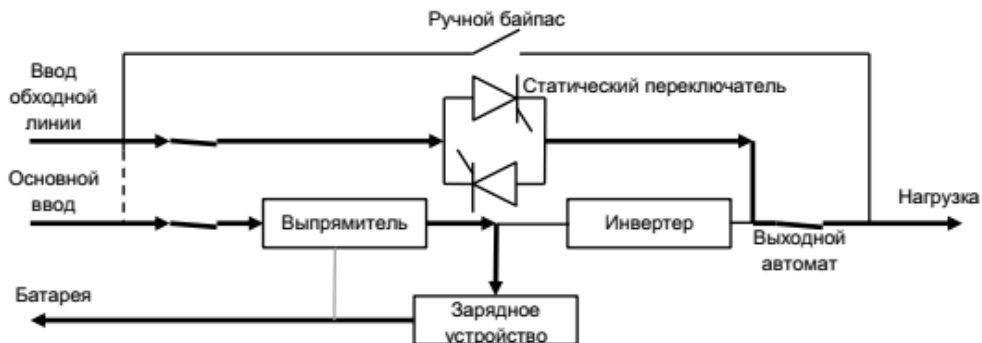 Ручной байпас
Ввод
обходной
линии
Статический переключатель
Основной
ввод
Выпрямитель
Инвертер
Нагрузка
Выходной
автомат
Батарея
Зарядное
устройство